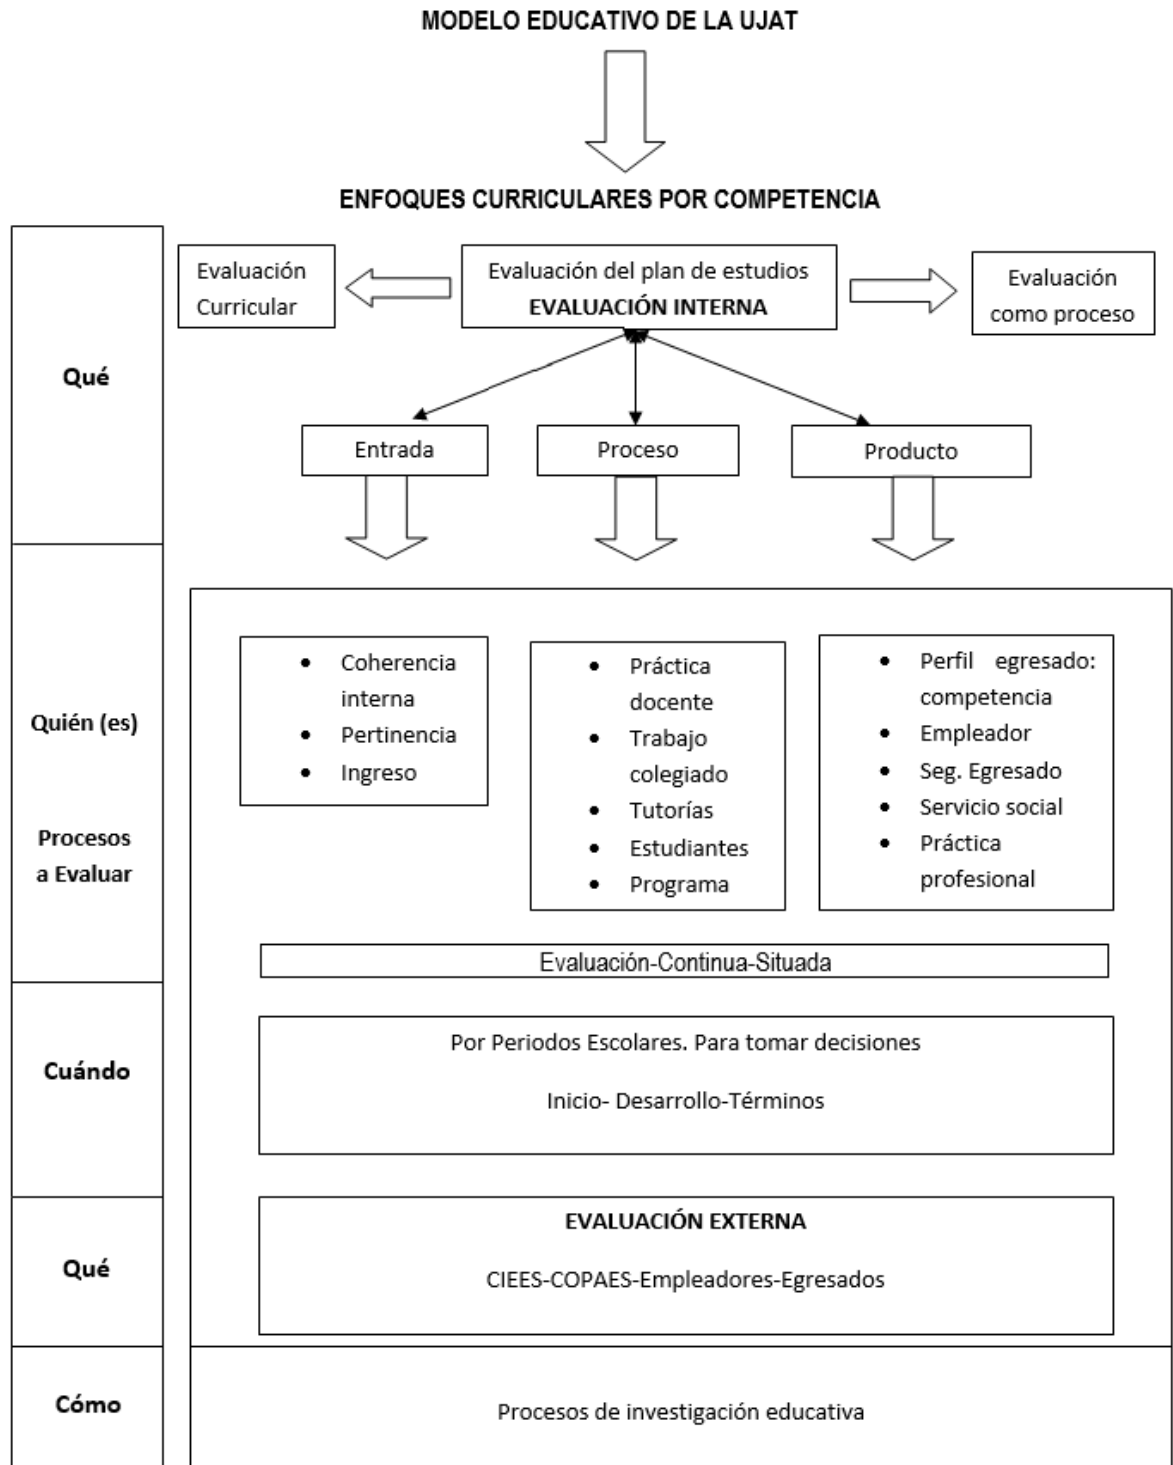 MODELO EDUCATIVO DE LA UJAT
ENFOQUES CURRICULARES POR COMPETENCIA
Qué
Evaluación
Curricular
Evaluación del plan de estudios
EVALUACIÓN INTERNA
Evaluación
como proceso
Entrada
Proceso
Producto
Quién (es)
Procesos
a Evaluar
• Coherencia
interna
• Pertinencia
• Ingreso
• Práctica
docente
• Trabajo
colegiado
• Tutorías
• Estudiantes
• Programa
• Perfil egresado:
competencia
• Empleador
• Seg. Egresado
• Servicio social
• Práctica
profesional
Evaluación-Continua-Situada
Cuándo
Por Periodos Escolares. Para tomar decisiones
Inicio- Desarrollo-Términos
Qué
EVALUACIÓN EXTERNA
CIEES-COPAES-Empleadores-Egresados
Cómo
Procesos de investigación educativa